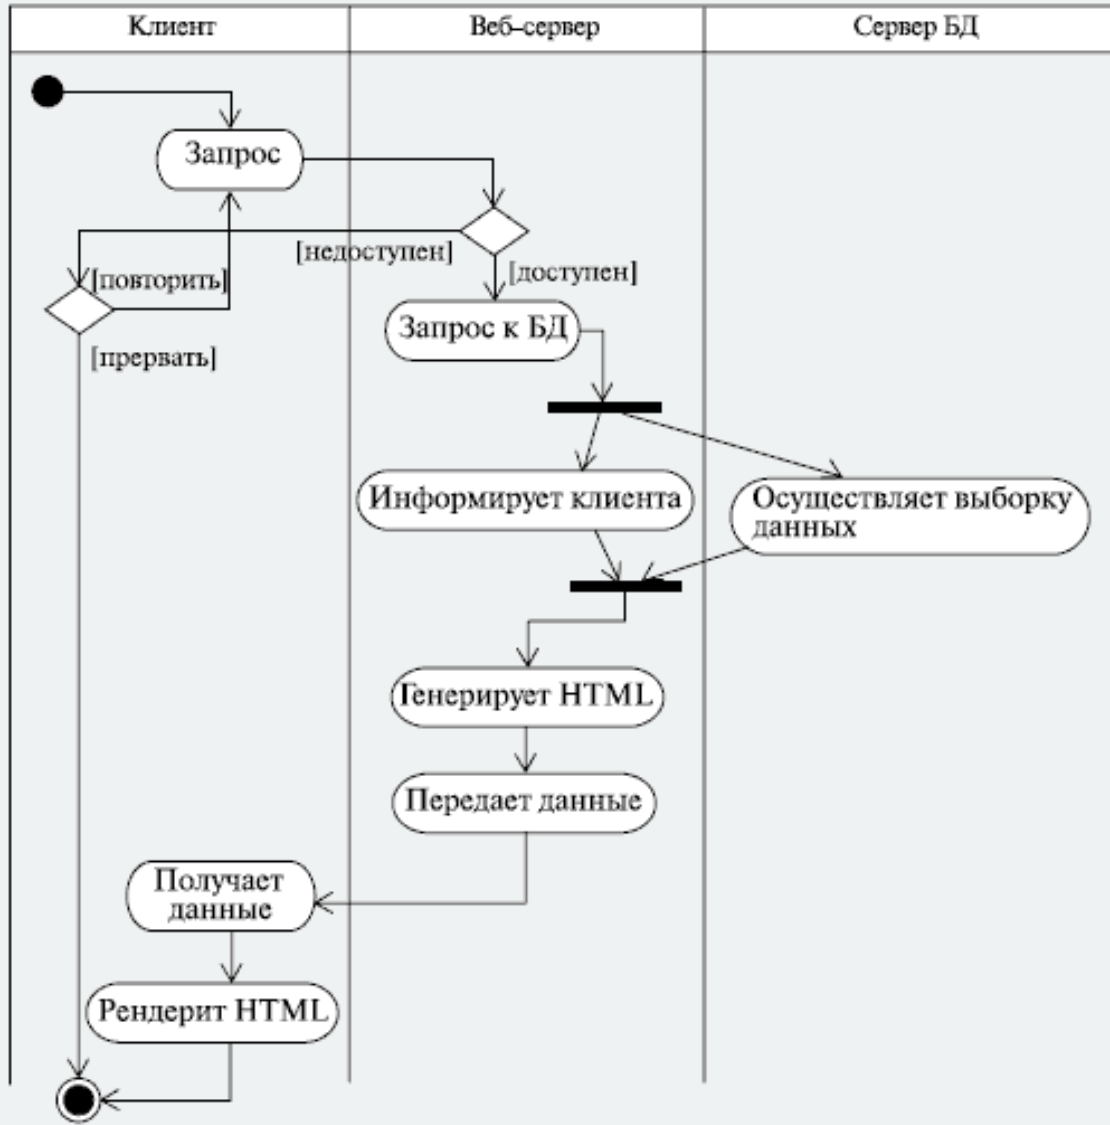 Клиент
Веб-сервер
Сервер БД
Запрос
[недоступен]
[доступен]
[повторить]
Запрос к БД
[прервать]
Информирует клиента
Осуществляет выборку
данных
Генерирует HTML
Передает данные
Получает
данные
Рендерит HTML